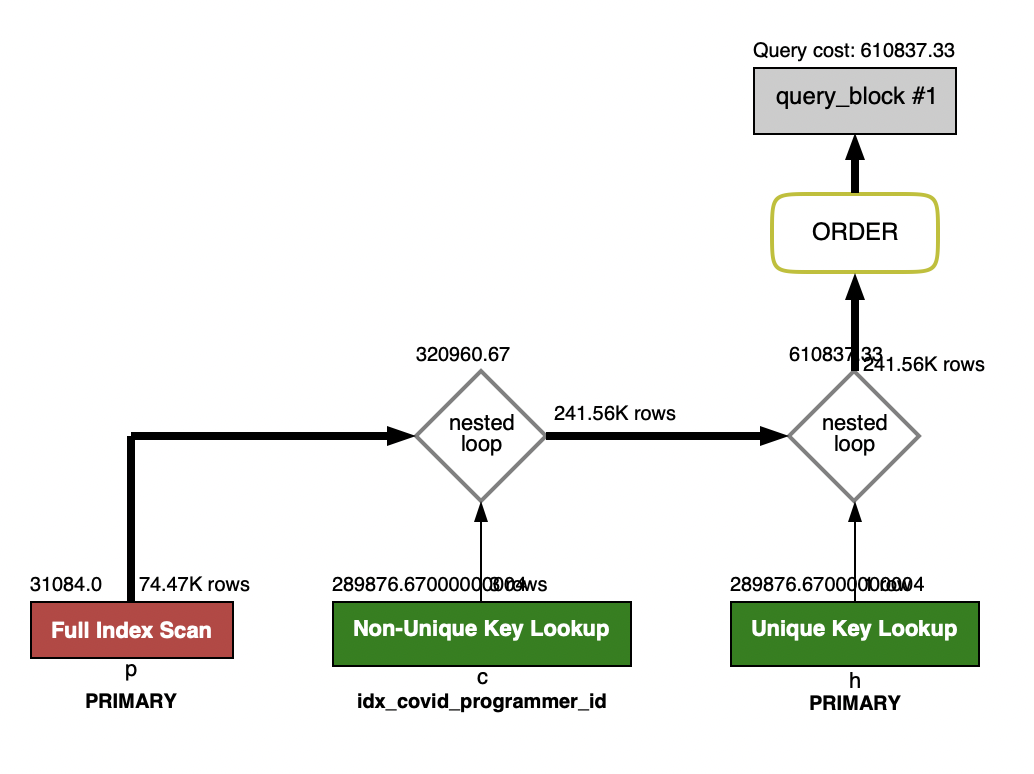 Query cost: 610837.33
query_block #1
ORDER
320960.67
610837.33
241.56K rows
241.56K rows
nested
loop
nested
loop
31084.0
74.47K rows
289876.67000000004
3 rows
289876.67000000004
1 row
Full Index Scan
Non-Unique Key Lookup
Unique Key Lookup
p
c
h
PRIMARY
idx_covid_programmer_id
PRIMARY